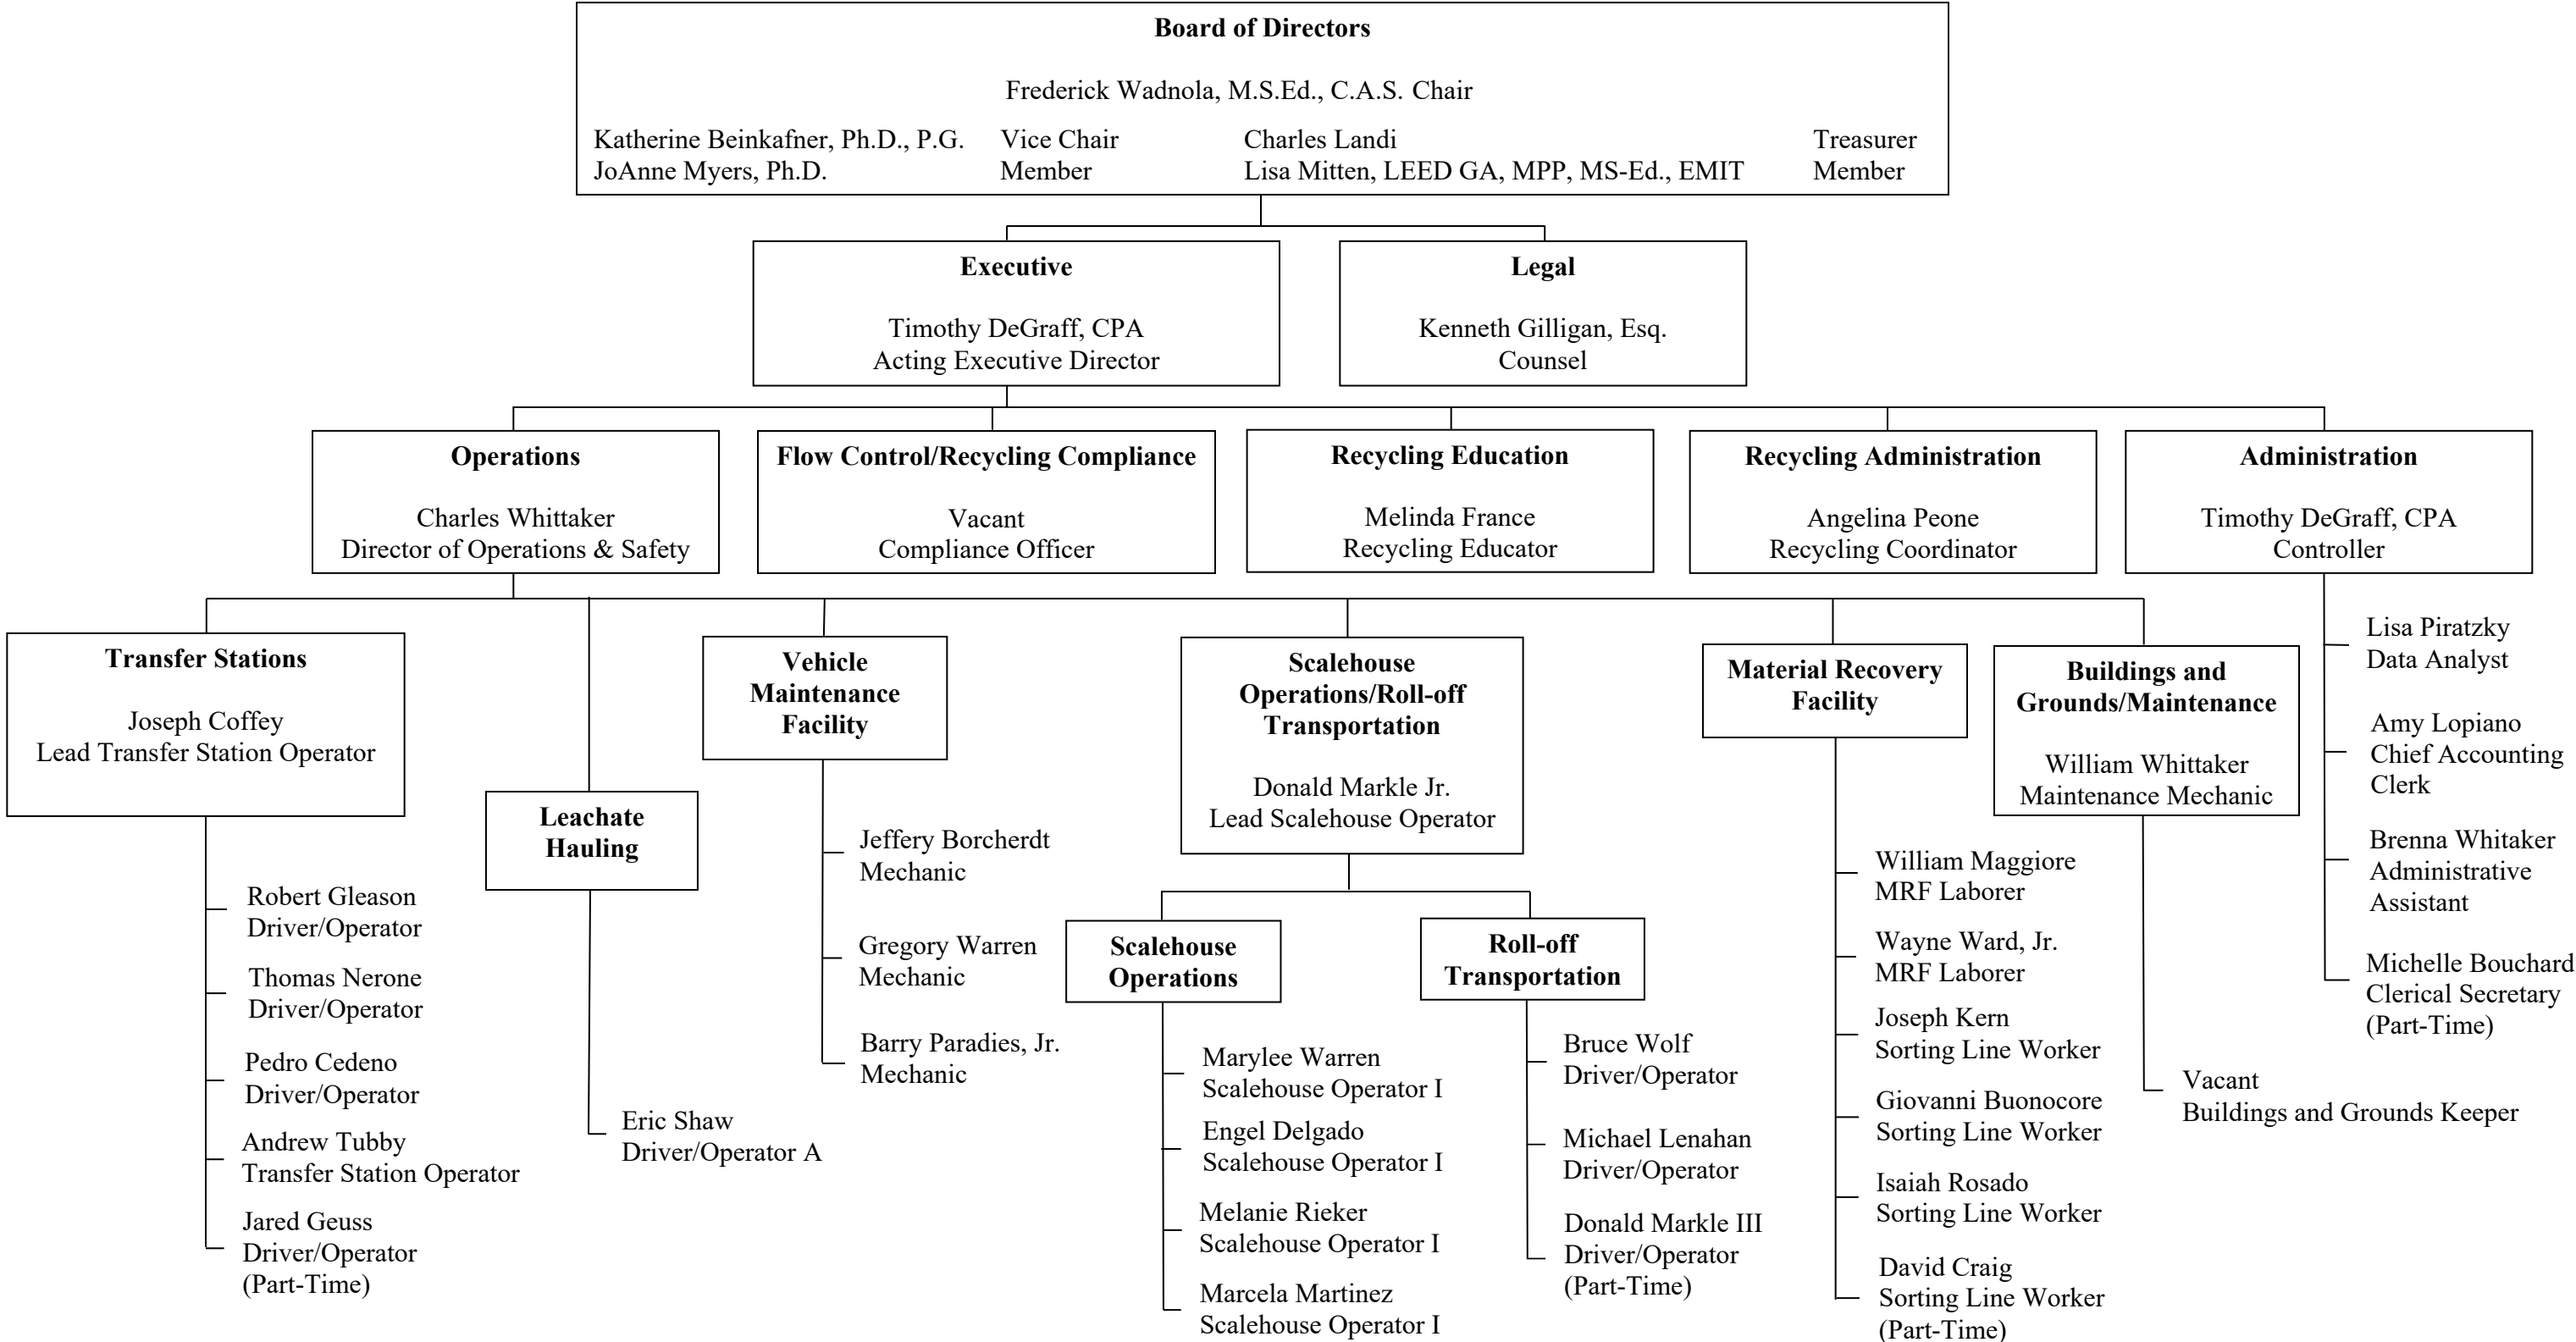 Board of Directors
Frederick Wadnola, M.S.Ed., C.A.S. Chair
Katherine Beinkafner, Ph.D., P.G. Vice Chair Charles Landi Treasurer
JoAnne Myers, Ph.D. Member Lisa Mitten, LEED GA, MPP, MS-Ed., EMIT Member
Executive
Timothy DeGraff, CPA
Acting Executive Director
Legal
Kenneth Gilligan, Esq.
Counsel
Operations
Charles Whittaker
Director of Operations & Safety
Flow Control/Recycling Compliance
Vacant
Compliance Officer
Recycling Education
Melinda France
Recycling Educator
Recycling Administration
Angelina Peone
Recycling Coordinator
Administration
Timothy DeGraff, CPA
Controller
Transfer Stations
Joseph Coffey
Lead Transfer Station Operator
Robert Gleason
Driver/Operator
Thomas Nerone
Driver/Operator
Pedro Cedeno
Driver/Operator
Andrew Tubby
Transfer Station Operator
Jared Geuss
Driver/Operator
(Part-Time)
Leachate
Hauling
Eric Shaw
Driver/Operator A
Vehicle
Maintenance
Facility
Jeffery Borcherdt
Mechanic
Gregory Warren
Mechanic
Barry Paradies, Jr.
Mechanic
Scalehouse
Operations/Roll-off
Transportation
Donald Markle Jr.
Lead Scalehouse Operator
Scalehouse
Operations
Marylee Warren
Scalehouse Operator I
Engel Delgado
Scalehouse Operator I
Melanie Rieker
Scalehouse Operator I
Marcela Martinez
Scalehouse Operator I
Roll-off
Transportation
Bruce Wolf
Driver/Operator
Michael Lenahan
Driver/Operator
Donald Markle III
Driver/Operator
(Part-Time)
Material Recovery
Facility
William Maggiore
MRF Laborer
Wayne Ward, Jr.
MRF Laborer
Joseph Kern
Sorting Line Worker
Giovanni Buonocore
Sorting Line Worker
Isaiah Rosado
Sorting Line Worker
David Craig
Sorting Line Worker
(Part-Time)
Buildings and
Grounds/Maintenance
William Whittaker
Maintenance Mechanic
Vacant
Buildings and Grounds Keeper
Lisa Piratzky
Data Analyst
Amy Lopiano
Chief Accounting
Clerk
Brenna Whitaker
Administrative
Assistant
Michelle Bouchard
Clerical Secretary
(Part-Time)